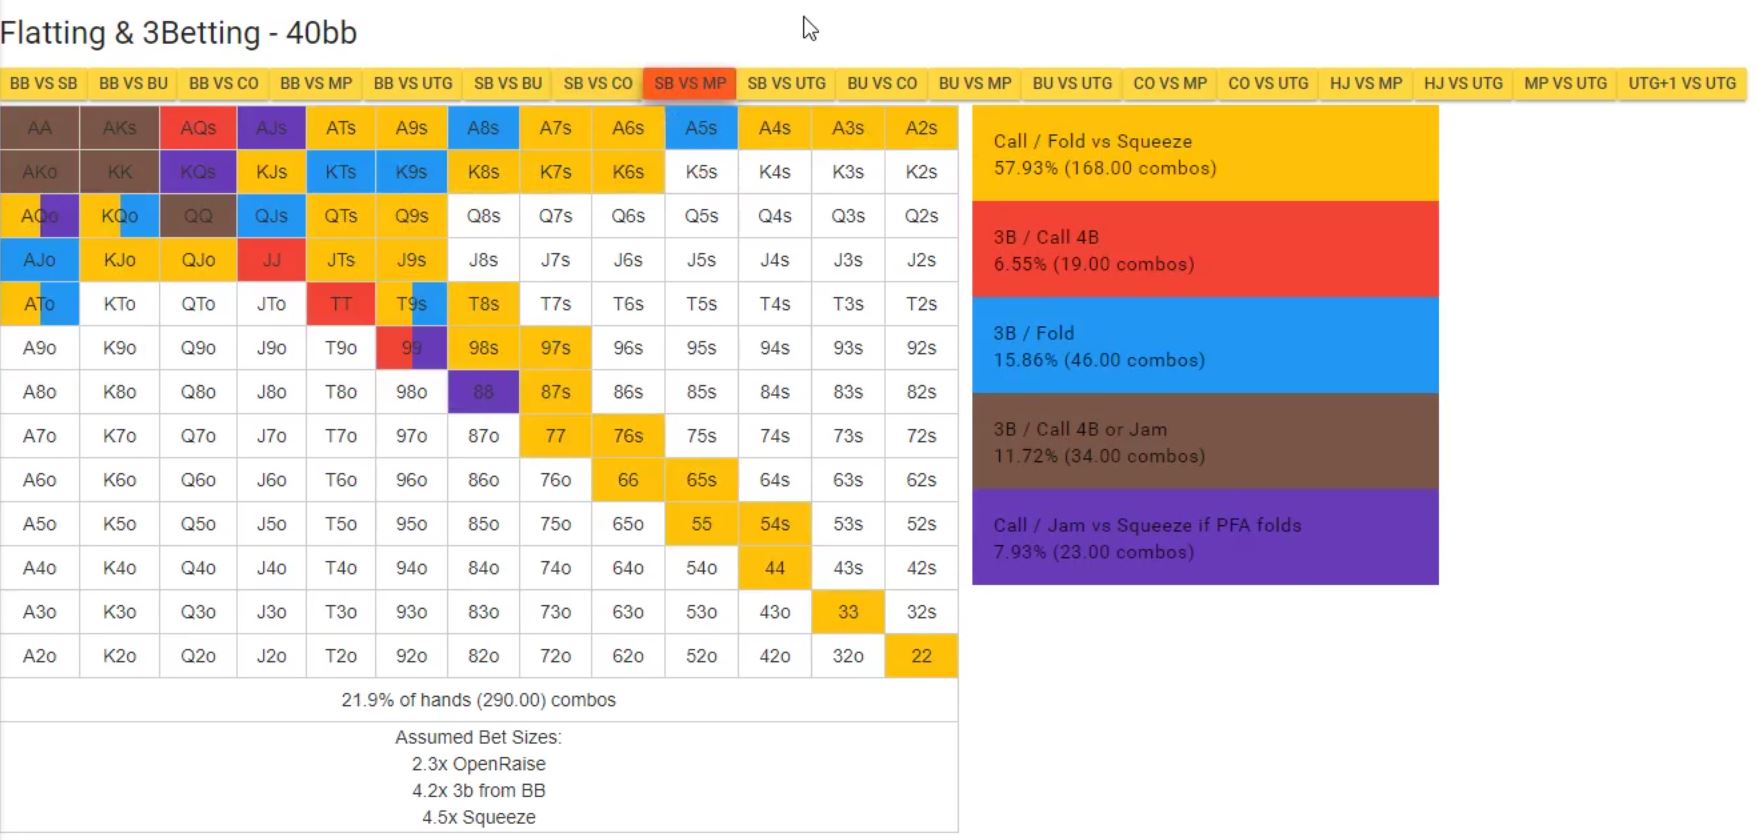 Flatting & 3Betting - 40bb
BB VS SB BB VS BU BB VS CO BB VS MP BB VS UTG SB VS BU SB VS CO SB VS MP SB VS UTG BU VS CO BU VS MP BU VS UTG CO VS MP CO VS UTG HJ VS MP HJ VS UTG MP VS UTG UTG+1 VS UTG
AA AKs AQs AJs ATs A9s A8s A7s A6s A5s A4s A3s A2s
AKo KK KQs KJs KTs K9s K8s K7s K6s K5s K4s K3s K2s
AQo KQo QQ QJs QTs Q9s Q8s Q7s Q6s Q5s Q4s Q3s Q2s
AJo KJo QJo JJ JTs J9s J8s J7s J6s J5s J4s J3s J2s
ATo KTo QTo JTo TT T9s T8s T7s T6s T5s T4s T3s T2s
A9o K9o Q9o J9o T9o 99 98s 97s 96s 95s 94s 93s 92s
A8o K8o Q8o J8o T8o 98o 88 87s 86s 85s 84s 83s 82s
A7o K7o Q7o J7o T7o 97o 87o 77 76s 75s 74s 73s 72s
A6o K6o Q6o J6o T6o 96o 86o 76o 66 65s 64s 63s 62s
A5o K5o Q5o J5o T5o 95o 85o 75o 65o 55 54s 53s 52s
A4o K4o Q4o J4o T4o 94o 84o 74o 64o 54o 44 43s 42s
A3o K3o Q3o J3o T3o 93o 83o 73o 63o 53o 43o 33 32s
A2o K2o Q2o J2o T2o 92o 82o 72o 62o 52o 42o 32o 22
21.9% of hands (290.00) combos
Assumed Bet Sizes:
2.3x OpenRaise
4.2x 3b from BB
4.5x Squeeze
Call / Fold vs Squeeze
57.93% (168.00 combos)
3B / Call 4B
6.55% (19.00 combos)
3B / Fold
15.86% (46.00 combos)
3B / Call 4B or Jam
11.72% (34.00 combos)
Call / Jam vs Squeeze if PFA folds
7.93% (23.00 combos)